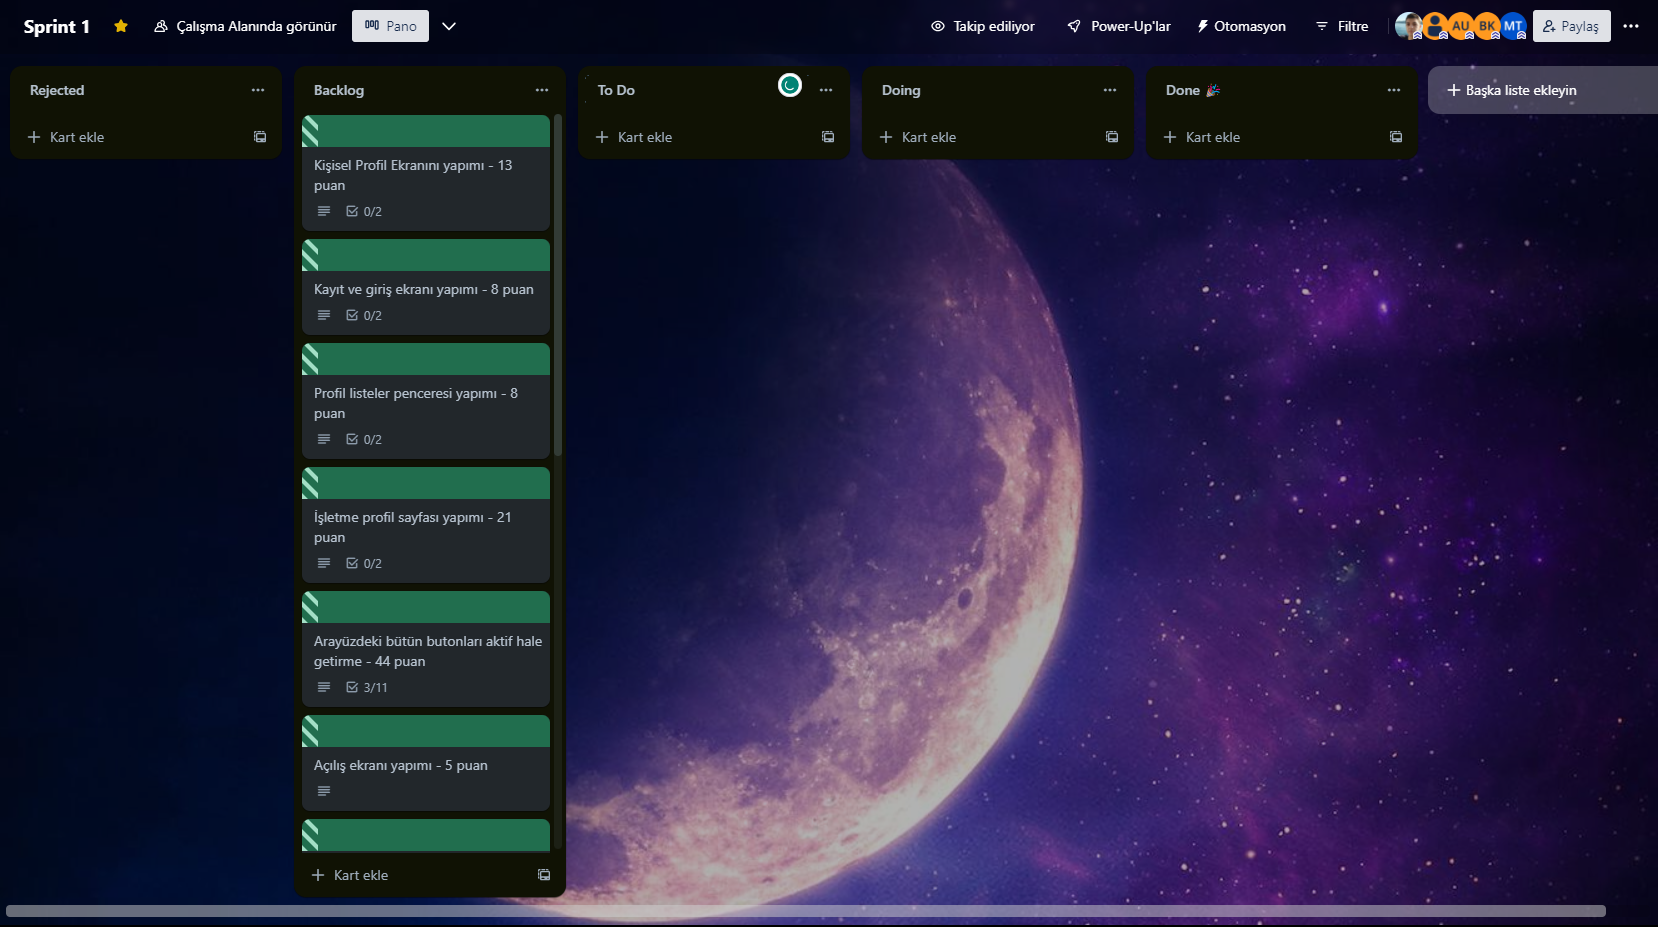 Sprint 1
Çalışma Alanında görünür
Pano
Takip ediliyor
Power-Up'lar
Otomasyon
Filtre
AU
BK
MT
Paylaş
Rejected
Kart ekle
Backlog
Kişisel Profil Ekranını yapımı - 13
puan
0/2
Kayıt ve giriş ekranı yapımı - 8 puan
0/2
Profil listeler penceresi yapımı - 8
puan
0/2
İşletme profil sayfası yapımı - 21
puan
0/2
Arayüzdeki bütün butonları aktif hale
getirme - 44 puan
3/11
Açılış ekranı yapımı - 5 puan
Kart ekle
To Do
Kart ekle
Doing
Kart ekle
Done 🎉
Kart ekle
Başka liste ekleyin